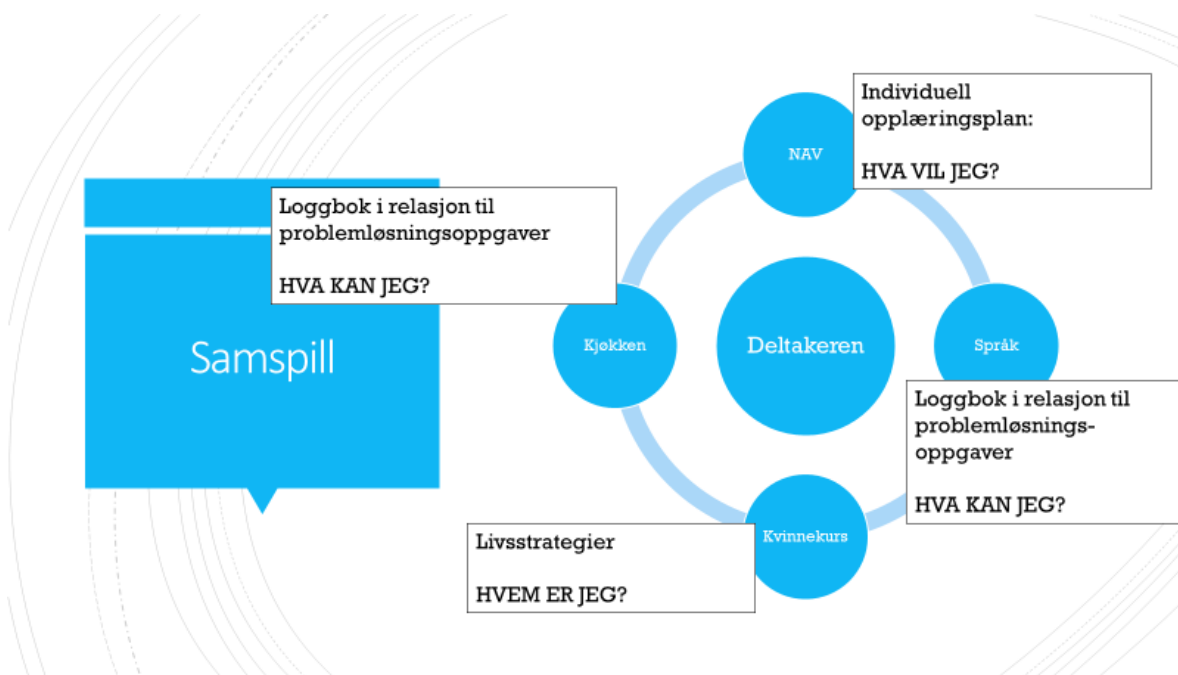 Samspill
Loggbok i relasjon til
problemløsningsoppgaver
HVA KAN JEG?
NAV
Individuell
opplæringsplan:
HVA VIL JEG?
Kjøkken
Deltakeren
Språk
Loggbok i relasjon til
problemløsnings-
oppgaver
HVA KAN JEG?
Kvinnekurs
Livsstrategier
HVEM ER JEG?